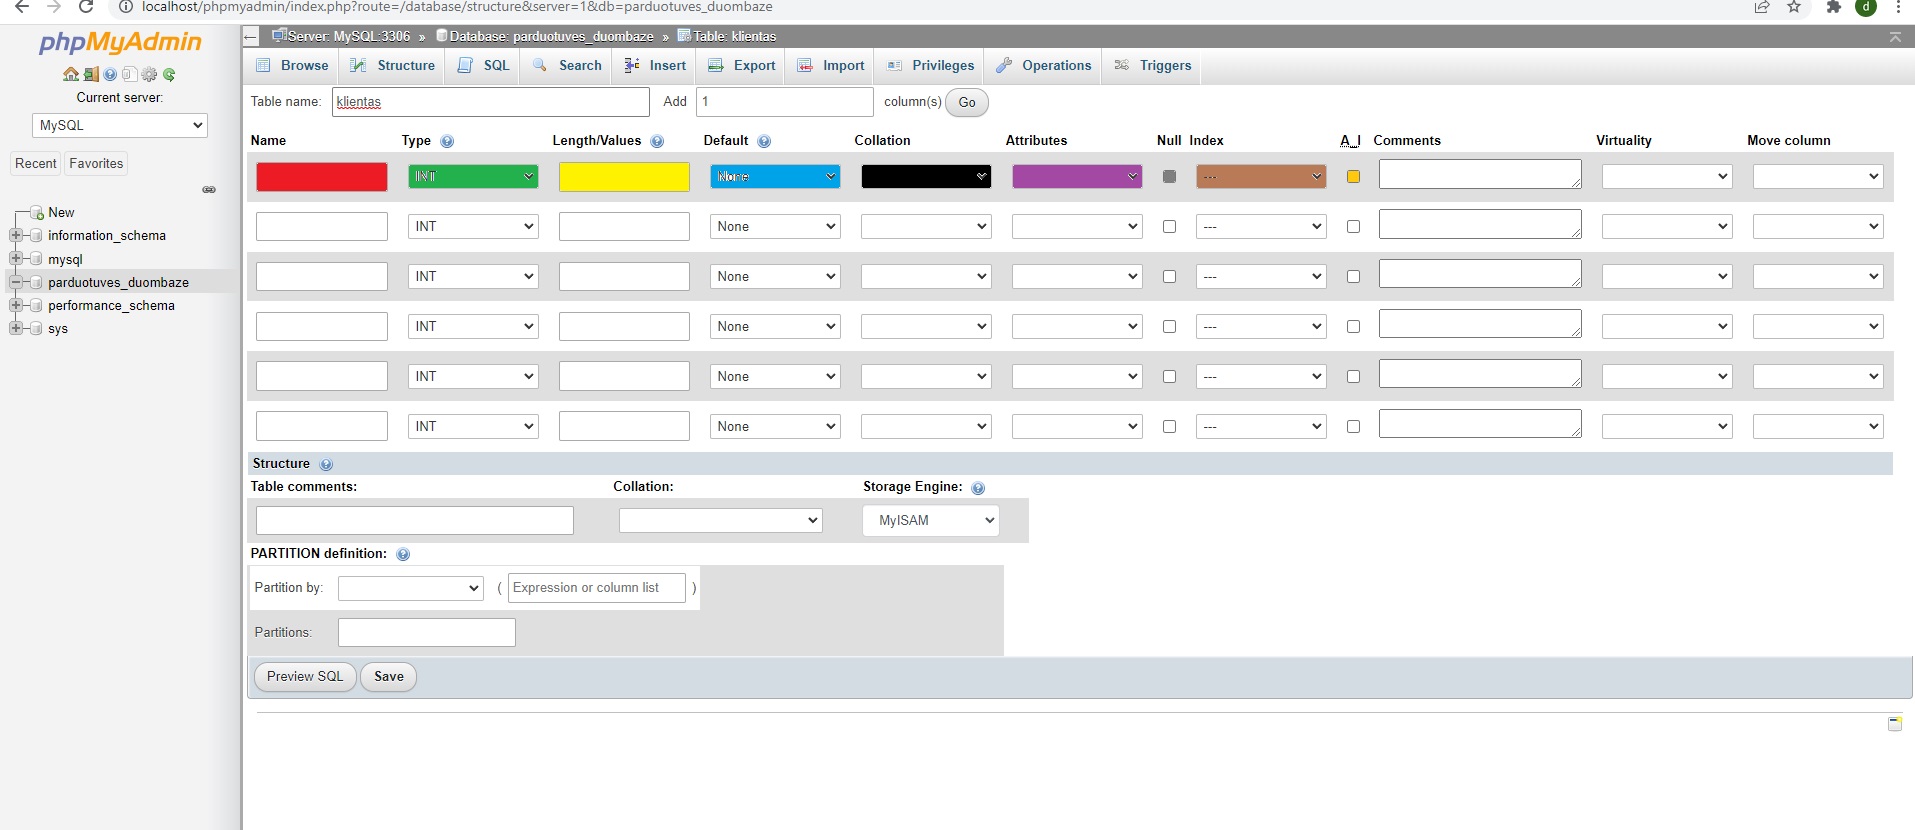 localhost/phpmyadmin/index.php?route=/database/structure&server=1&db=parduotuves_duombaze
d
phpMyAdmin
Current server:
MySQL
Recent Favorites
New
information_schema
mysql
parduotuves_duombaze
performance_schema
sys
Server: MySQL:3306 » Database: parduotuves_duombaze » Table: klientas
Browse Structure SQL Search Insert Export Import Privileges Operations Triggers
Table name: klientas Add 1 column(s) Go
Name Type Length/Values Default Collation Attributes Null Index A_I Comments Virtuality Move column
INT None ---
INT None ---
INT None ---
INT None ---
INT None ---
INT None ---
Structure
Table comments: Collation: Storage Engine:
MyISAM
PARTITION definition:
Partition by: ( Expression or column list )
Partitions:
Preview SQL Save